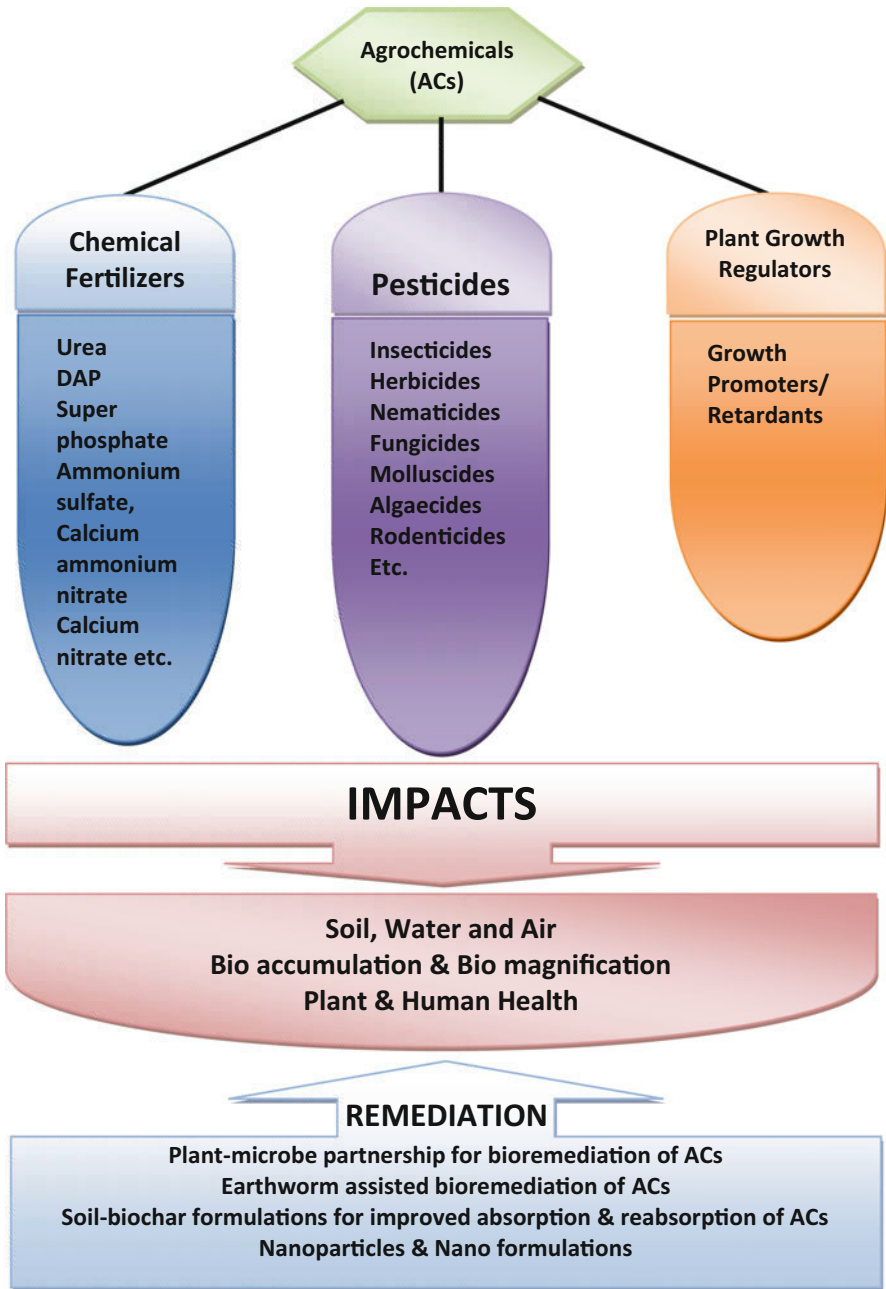 Agrochemicals
(ACs)
Chemical
Fertilizers
Urea
DAP
Super
phosphate
Ammonium
sulfate,
Calcium
ammonium
nitrate
Calcium
nitrate etc.
Pesticides
Insecticides
Herbicides
Nematicides
Fungicides
Molluscides
Algaecides
Rodenticides
Etc.
Plant Growth
Regulators
Growth
Promoters/
Retardants
IMPACTS
Soil, Water and Air
Bio accumulation & Bio magnification
Plant & Human Health
REMEDIATION
Plant-microbe partnership for bioremediation of ACs
Earthworm assisted bioremediation of ACs
Soil-biochar formulations for improved absorption & reabsorption of ACs
Nanoparticles & Nano formulations